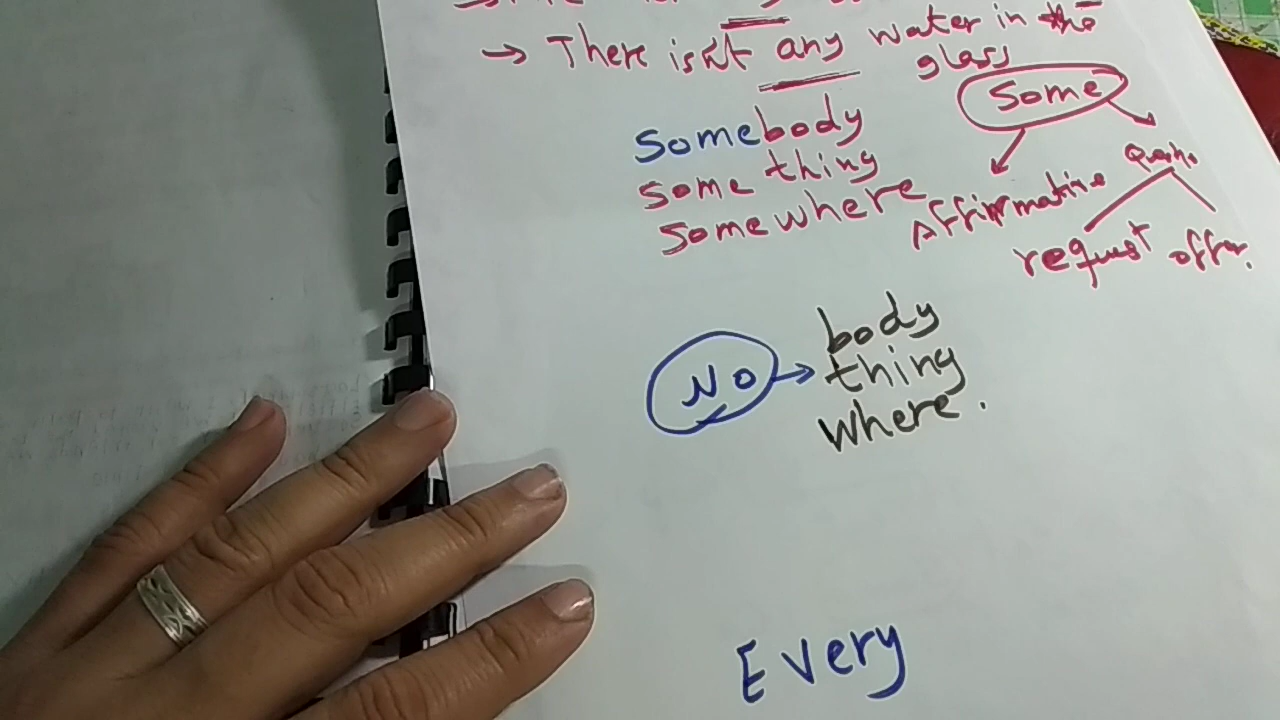 → There isn't any water in the
glass
Some
Somebody
some thing
Somewhere
Affirmative
request offer.
NO → body
thing
where.
Every